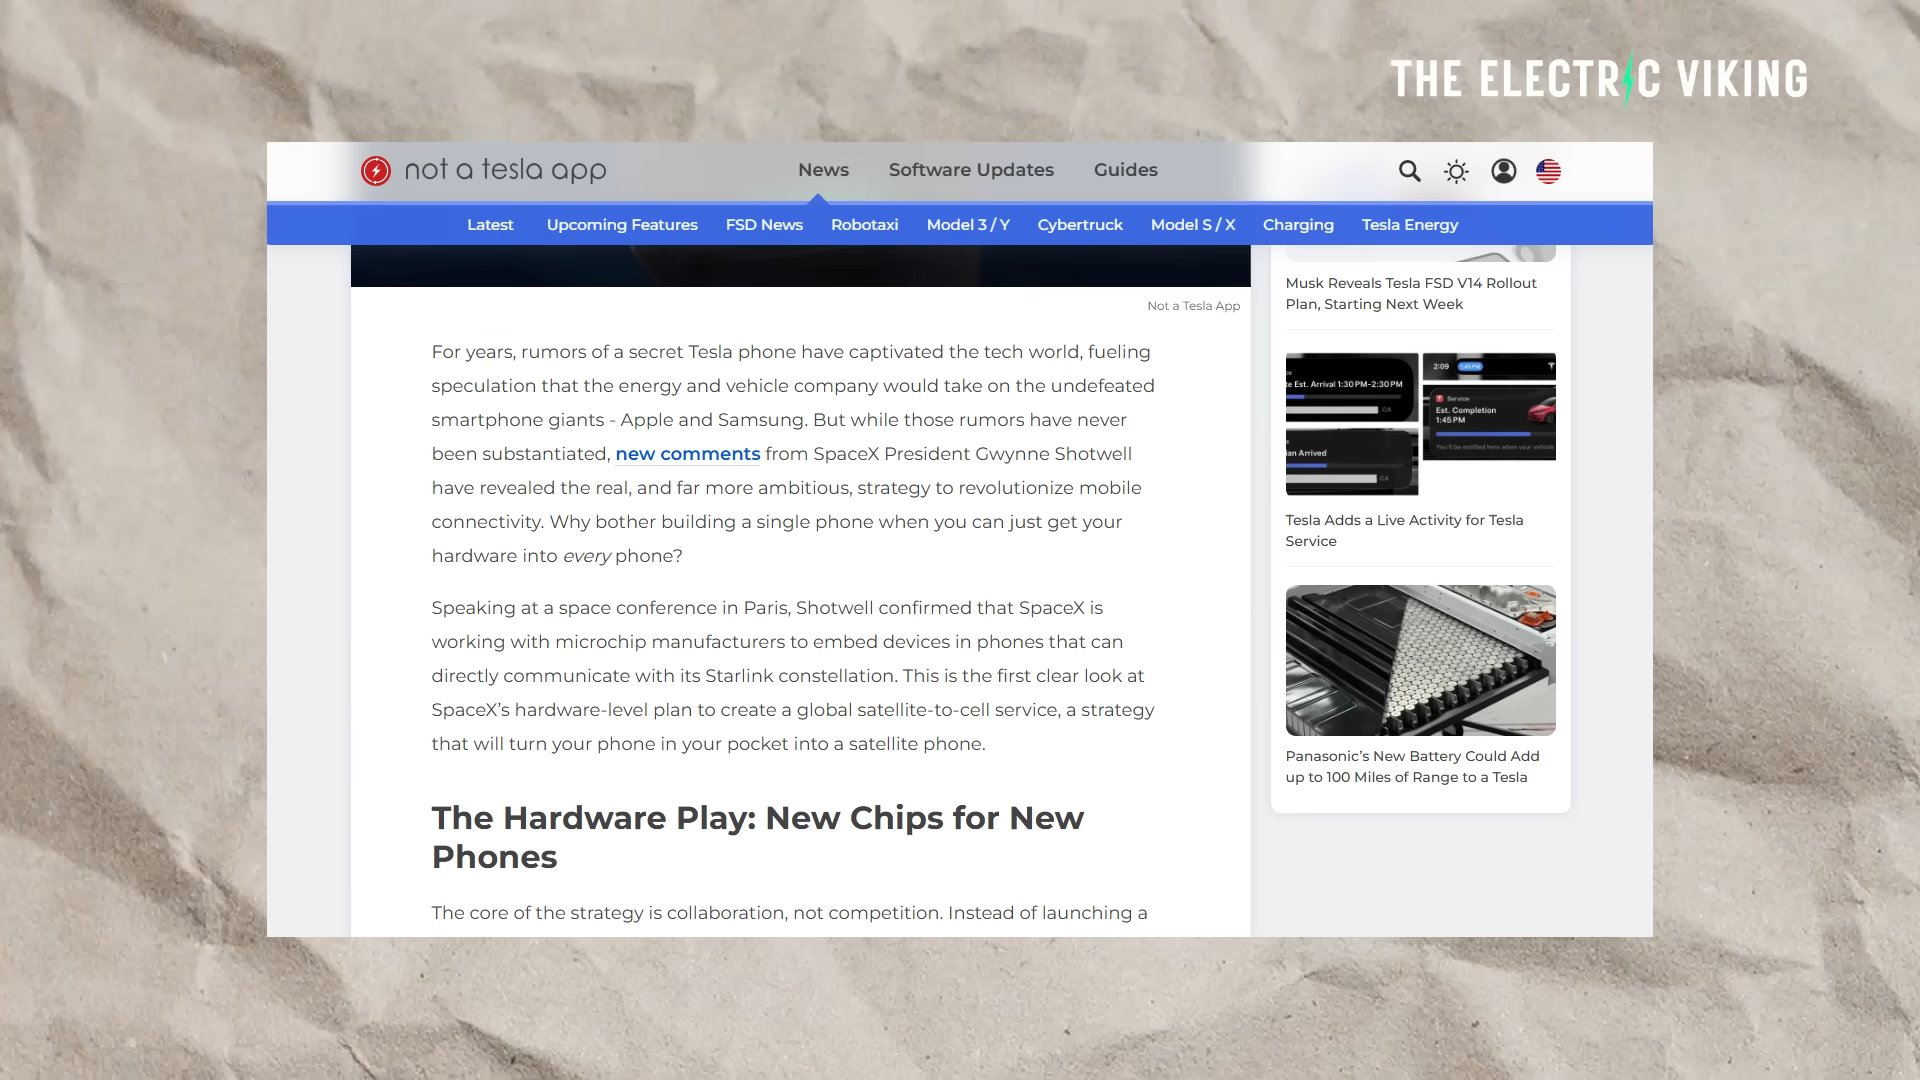 THE ELECTRIC VIKING
not a tesla app
News Software Updates Guides
Latest Upcoming Features FSD News Robotaxi Model 3 / Y Cybertruck Model S / X Charging Tesla Energy
Not a Tesla App
For years, rumors of a secret Tesla phone have captivated the tech world, fueling
speculation that the energy and vehicle company would take on the undefeated
smartphone giants - Apple and Samsung. But while those rumors have never
been substantiated, new comments from SpaceX President Gwynne Shotwell
have revealed the real, and far more ambitious, strategy to revolutionize mobile
connectivity. Why bother building a single phone when you can just get your
hardware into every phone?
Speaking at a space conference in Paris, Shotwell confirmed that SpaceX is
working with microchip manufacturers to embed devices in phones that can
directly communicate with its Starlink constellation. This is the first clear look at
SpaceX's hardware-level plan to create a global satellite-to-cell service, a strategy
that will turn your phone in your pocket into a satellite phone.
The Hardware Play: New Chips for New
Phones
The core of the strategy is collaboration, not competition. Instead of launching a
Musk Reveals Tesla FSD V14 Rollout
Plan, Starting Next Week
Est. Arrival 1:30 PM-2:30 PM
CA
Arrived
CA
2:09 1:45 PM
Service
Est. Completion
1:45 PM
You'll be notified here when your vehicle
Tesla Adds a Live Activity for Tesla
Service
Panasonic's New Battery Could Add
up to 100 Miles of Range to a Tesla